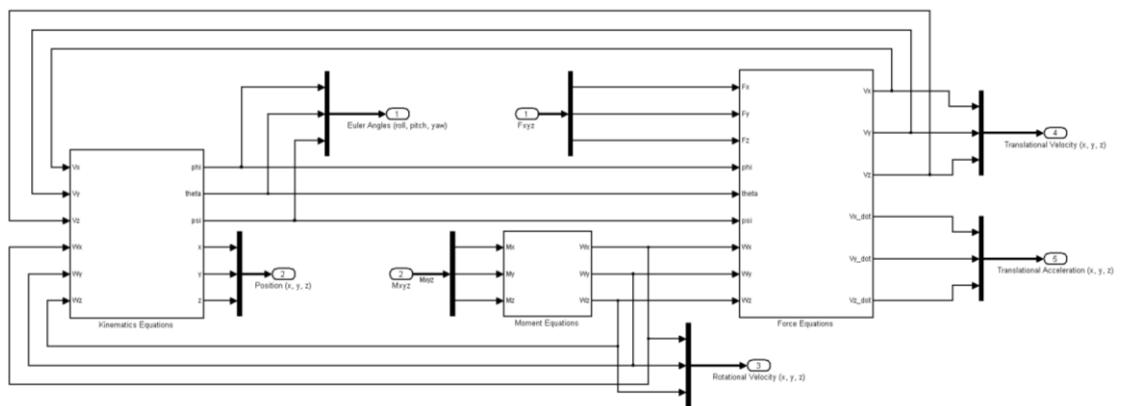 Vx
Vy
Vz
Wx
Wy
Wz
phi
theta
psi
x
y
z
Kinematics Equations
1
Euler Angles (roll, pitch, yaw)
2
Position (x, y, z)
1
Fxyz
2
Mxyz
Mxyz
Mx
My
Mz
Wx
Wy
Wz
Moment Equations
3
Rotational Velocity (x, y, z)
Fx
Fy
Fz
phi
theta
psi
Wx
Wy
Wz
Vx
Vy
Vz
Vx_dot
Vy_dot
Vz_dot
Force Equations
4
Translational Velocity (x, y, z)
5
Translational Acceleration (x, y, z)